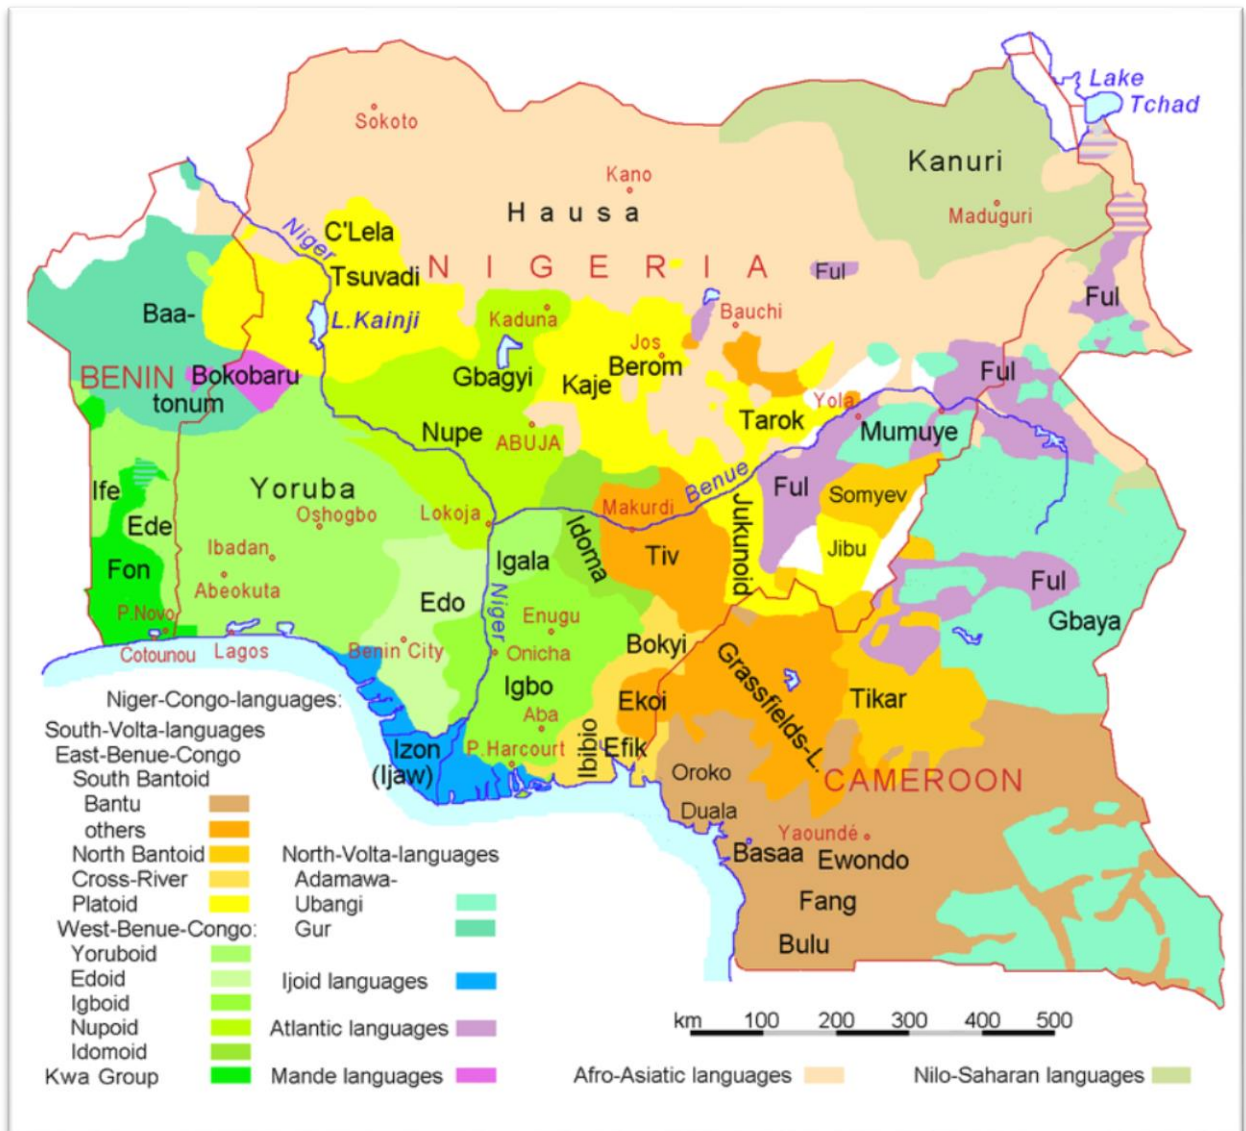 Lake
Tchad
Sokoto
Kano
Hausa
Kanuri
Maduguri
C'Lela
Niger
Tsuvadi
NIGERIA
Ful
Ful
Baa-
L.Kainji
Kaduna
Bauchi
Jos
BENIN
Bokobaru
Gbagyi
Berom
Kaje
Ful
tonum
Yola
Tarok
Nupe
ABUJA
Mumuye
Ife
Yoruba
Oshogbo
Lokoja
Makurdi
Benue
Ful
Somyev
Ede
Idoma
Jukunoid
Ibadan
Igala
Tiv
Jibu
Fon
Abeokuta
Edo
Niger
Ful
P.Novo
Enugu
Gbaya
Cotounou
Lagos
Benin City
Onicha
Bokyi
Igbo
Ekoi
Grassfields-L.
Tikar
Aba
Izon
(Ijaw)
P.Harcourt
Ibibio
Efik
Oroko
CAMEROON
Duala
Yaoundé
Basaa
Ewondo
Fang
Bulu
Niger-Congo-languages:
South-Volta-languages
East-Benue-Congo
South Bantoid
Bantu
others
North Bantoid
Cross-River
Platoid
West-Benue-Congo:
Yoruboid
Edoid
Igboid
Nupoid
Idomoid
Kwa Group
North-Volta-languages
Adamawa-
Ubangi
Gur
Ijoid languages
Atlantic languages
Mande languages
km 100 200 300 400 500
Afro-Asiatic languages
Nilo-Saharan languages